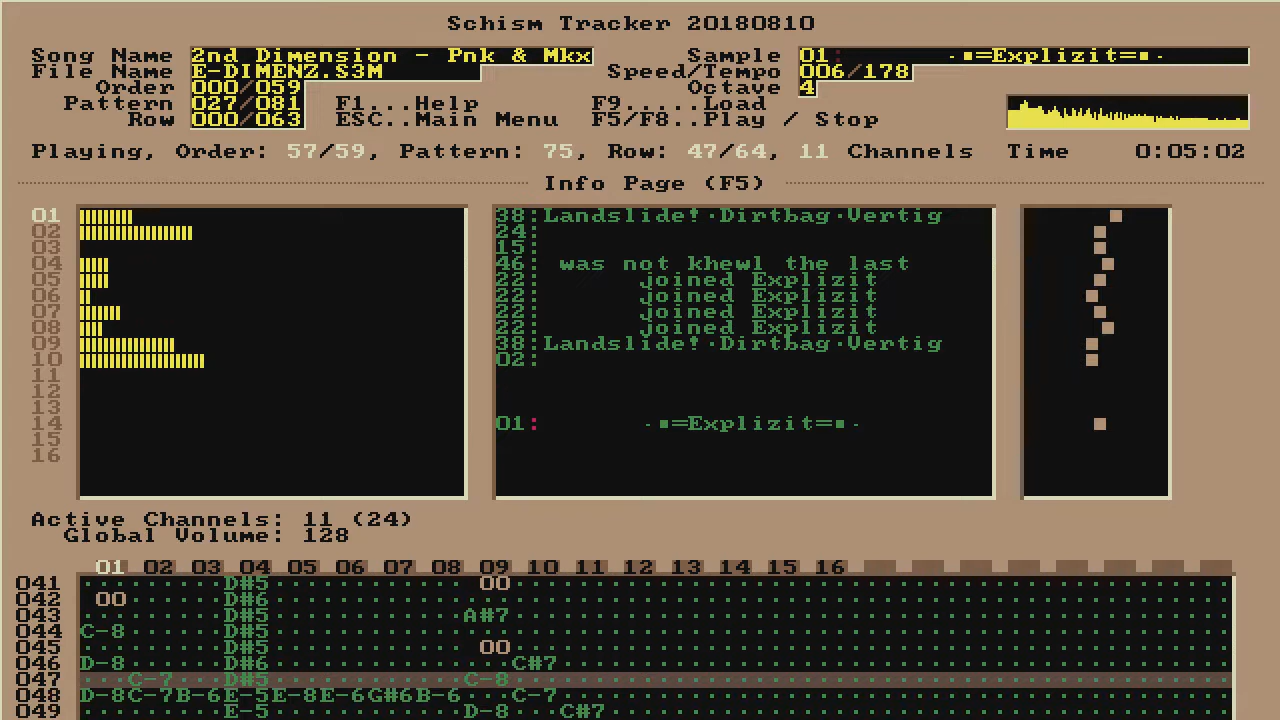 Schism Tracker 20180810
Song Name 2nd Dimension - Pnk & Mkx Sample 01: ·▪=Explizit=▪·
File Name E-DIMENZ.S3M Speed/Tempo 006/178
Order 000/059 Octave 4
Pattern 027/081 F1...Help F9.....Load
Row 000/063 ESC..Main Menu F5/F8..Play / Stop
Playing, Order: 57/59, Pattern: 75, Row: 47/64, 11 Channels Time 0:05:02
Info Page (F5)
01 38:Landslide!·Dirtbag·Vertig
02 24:
03 15:
04 46: was not khewl the last
05 22: joined Explizit
06 22: joined Explizit
07 22: joined Explizit
08 22: joined Explizit
09 38:Landslide!·Dirtbag·Vertig
10 02:
11
12
13
14 01: ·▪=Explizit=▪·
15
16
Active Channels: 11 (24)
Global Volume: 128
01 02 03 04 05 06 07 08 09 10 11 12 13 14 15 16
041 D#5 00
042 00 D#6
043 D#5 A#7
044 C-8 D#5
045 D#5 00
046 D-8 D#6 C#7
047 C-7 D#5 C-8
048 D-8C-7B-6E-5E-8E-6G#6B-6 C-7
049 E-5 D-8 C#7